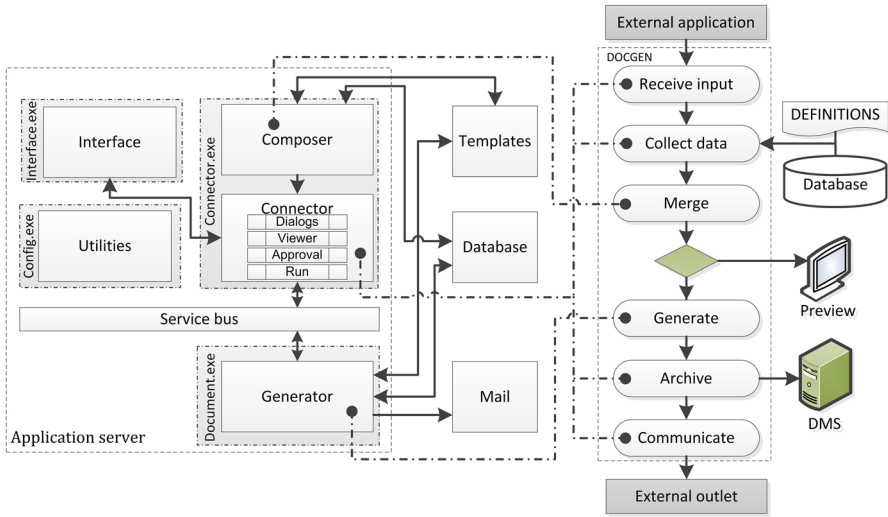 External application
DOCGEN
Receive input
Collect data
Merge
Generate
Archive
Communicate
External outlet
DEFINITIONS
Database
Preview
DMS
Interface.exe
Interface
Config.exe
Utilities
Connector.exe
Composer
Connector
Dialogs
Viewer
Approval
Run
Service bus
Document.exe
Generator
Application server
Templates
Database
Mail